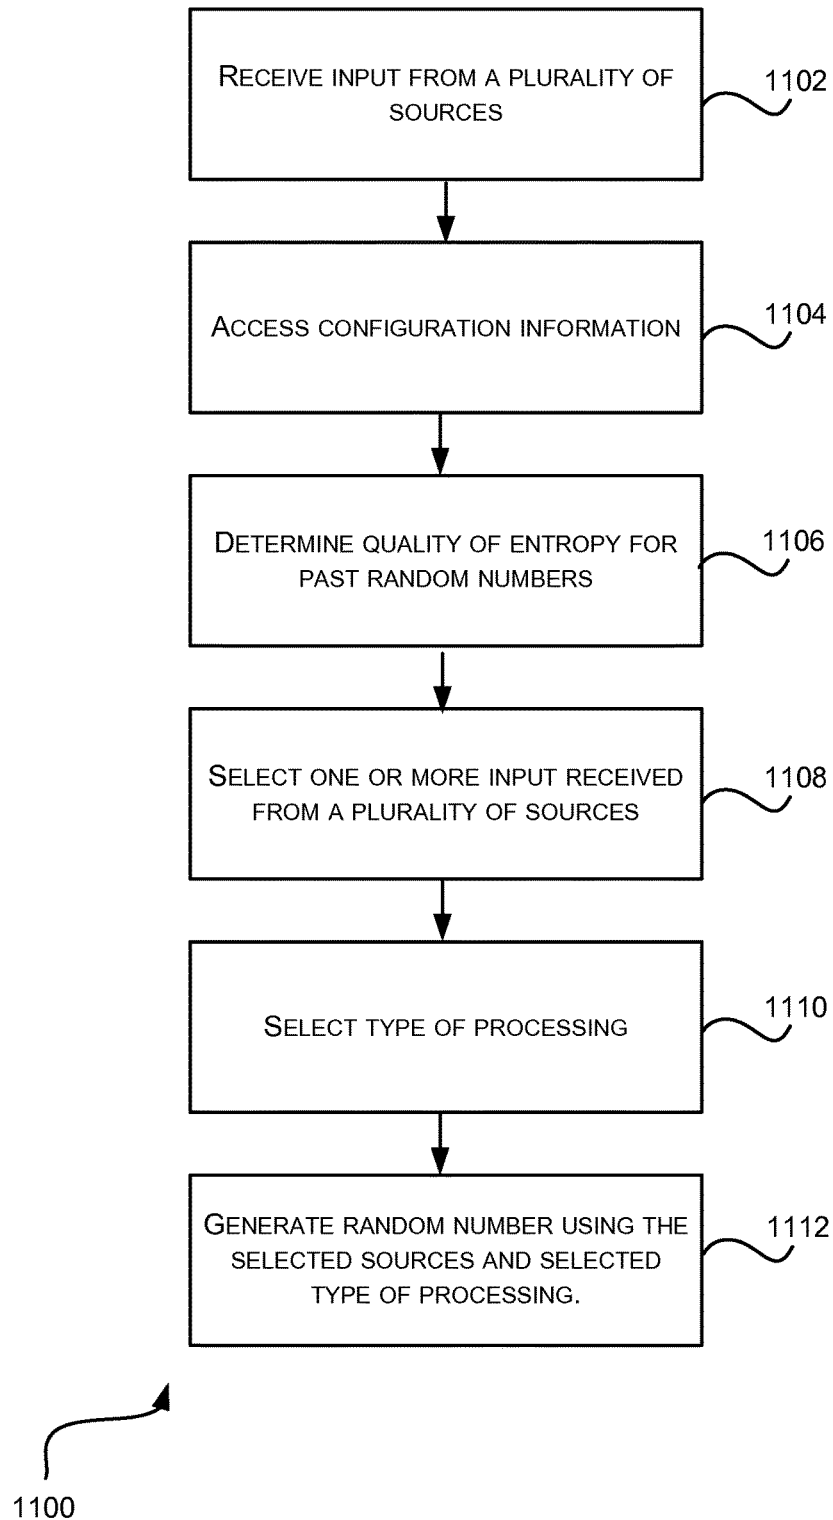 RECEIVE INPUT FROM A PLURALITY OF
SOURCES
1102
ACCESS CONFIGURATION INFORMATION
1104
DETERMINE QUALITY OF ENTROPY FOR
PAST RANDOM NUMBERS
1106
SELECT ONE OR MORE INPUT RECEIVED
FROM A PLURALITY OF SOURCES
1108
SELECT TYPE OF PROCESSING
1110
GENERATE RANDOM NUMBER USING THE
SELECTED SOURCES AND SELECTED
TYPE OF PROCESSING.
1112
1100